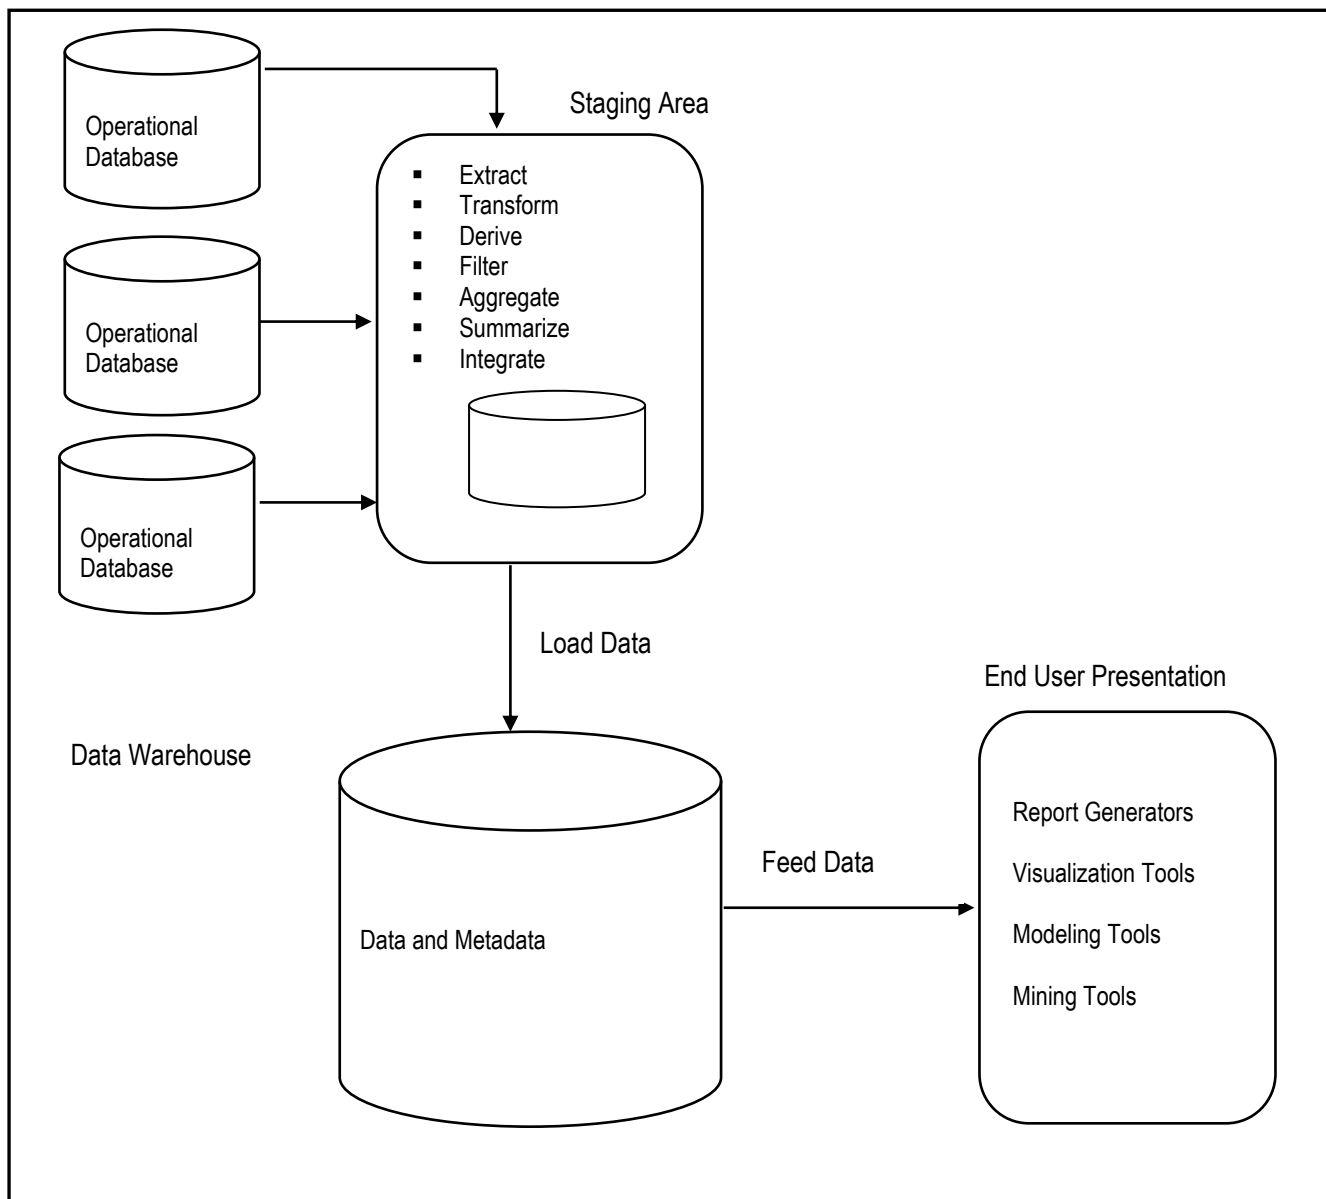 Operational
Database
Staging Area
▪ Extract
▪ Transform
▪ Derive
▪ Filter
▪ Aggregate
▪ Summarize
▪ Integrate
Operational
Database
Operational
Database
Load Data
End User Presentation
Data Warehouse
Report Generators
Feed Data
Visualization Tools
Data and Metadata
Modeling Tools
Mining Tools